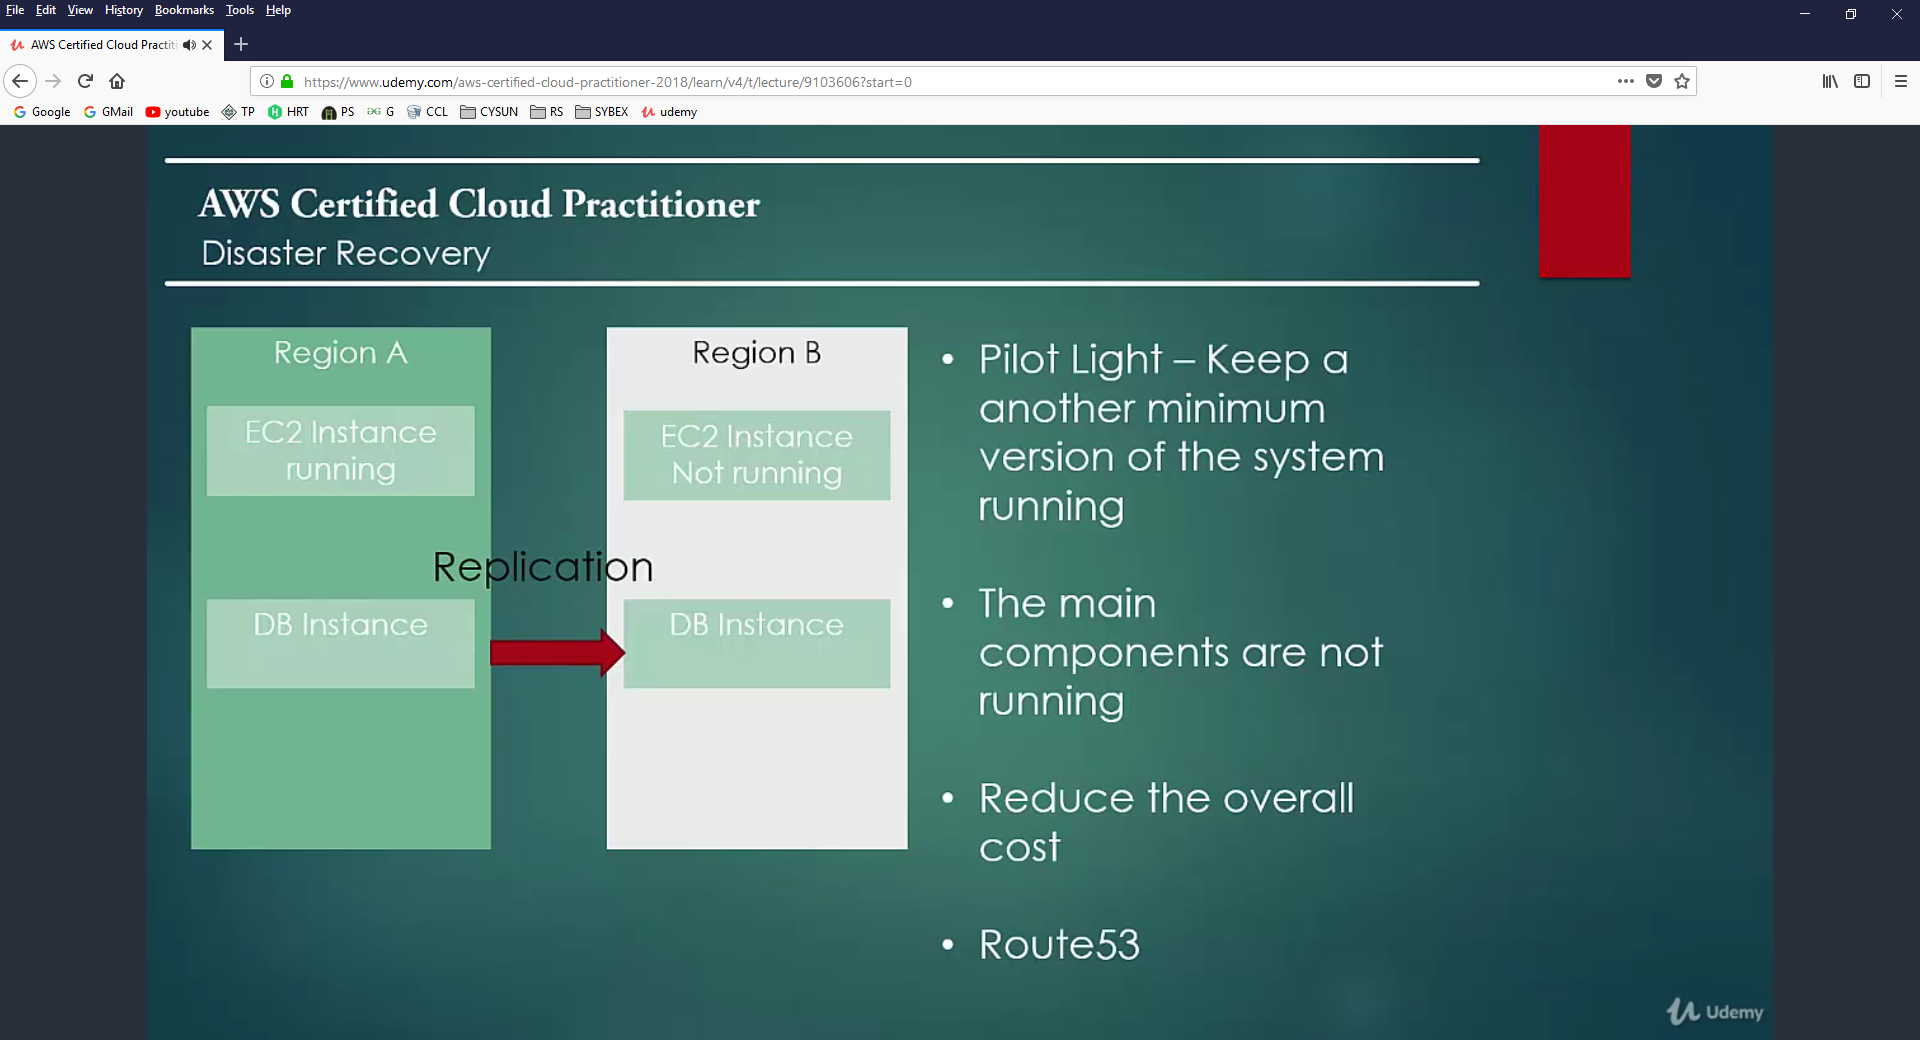 File Edit View History Bookmarks Tools Help
AWS Certified Cloud Practiti
https://www.udemy.com/aws-certified-cloud-practitioner-2018/learn/v4/t/lecture/9103606?start=0
Google GMail youtube TP HRT PS G CCL CYSUN RS SYBEX udemy
AWS Certified Cloud Practitioner
Disaster Recovery
Region A
EC2 Instance
running
DB Instance
Replication
Region B
EC2 Instance
Not running
DB Instance
• Pilot Light – Keep a
another minimum
version of the system
running
• The main
components are not
running
• Reduce the overall
cost
• Route53
Udemy